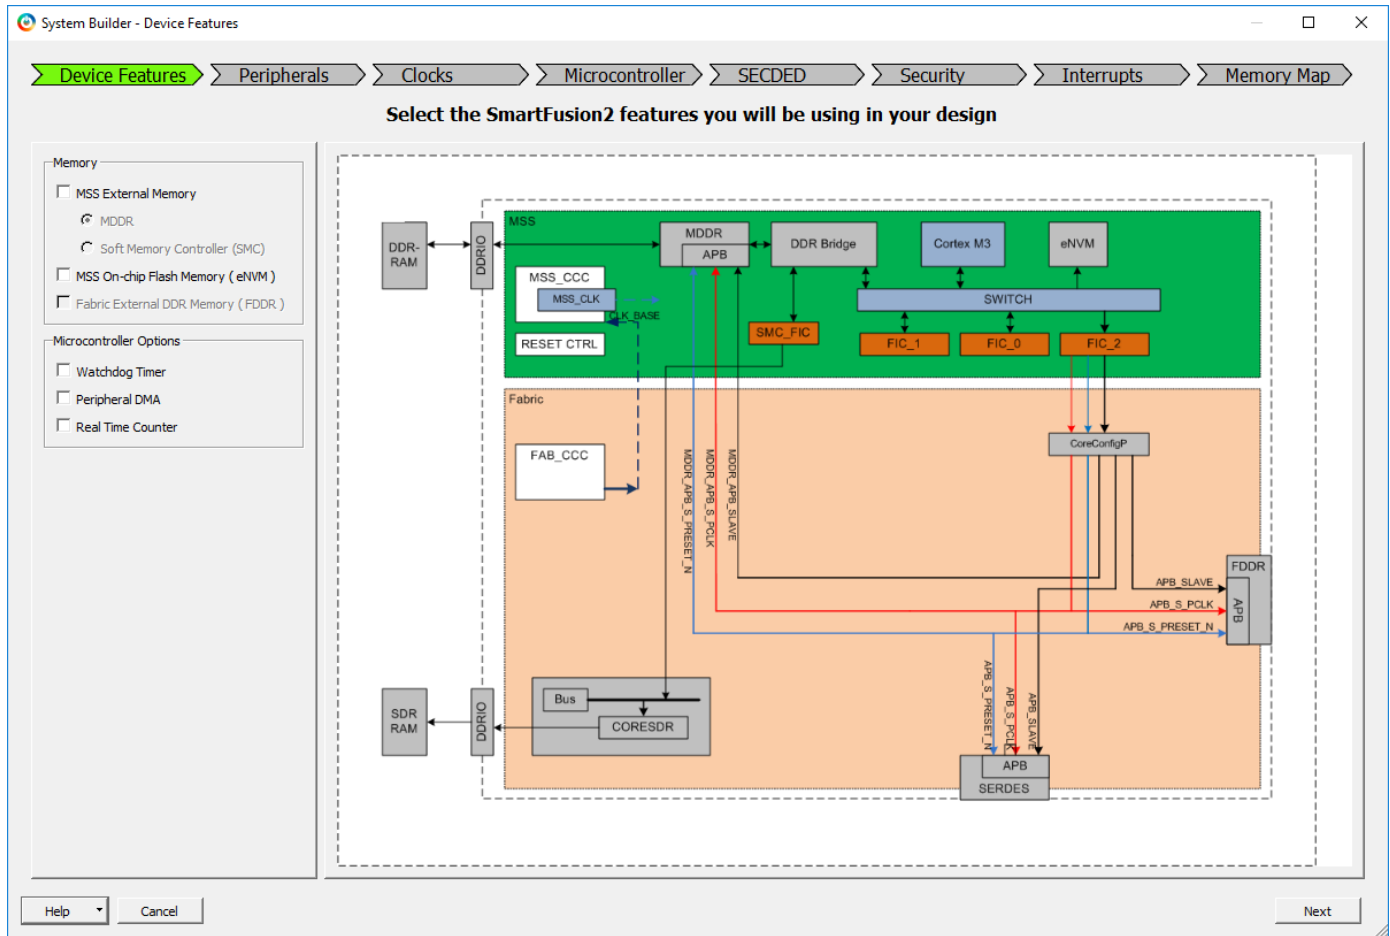 System Builder - Device Features
Device Features
Peripherals
Clocks
Microcontroller
SECDED
Security
Interrupts
Memory Map
Select the SmartFusion2 features you will be using in your design
Memory
MSS External Memory
MDDR
Soft Memory Controller (SMC)
MSS On-chip Flash Memory ( eNVM )
Fabric External DDR Memory ( FDDR )
Microcontroller Options
Watchdog Timer
Peripheral DMA
Real Time Counter
MSS
DDR-
RAM
DDRIO
MDDR
APB
DDR Bridge
Cortex M3
eNVM
MSS_CCC
MSS_CLK
CLK_BASE
SWITCH
RESET CTRL
SMC_FIC
FIC_1
FIC_0
FIC_2
Fabric
FAB_CCC
CoreConfigP
MDDR_APB_S_PRESET_N
MDDR_APB_S_PCLK
MDDR_APB_SLAVE
FDDR
APB
APB_SLAVE
APB_S_PCLK
APB_S_PRESET_N
SDR
RAM
DDRIO
Bus
CORESDR
APB_S_PRESET_N
APB_S_PCLK
APB_SLAVE
APB
SERDES
Help
Cancel
Next